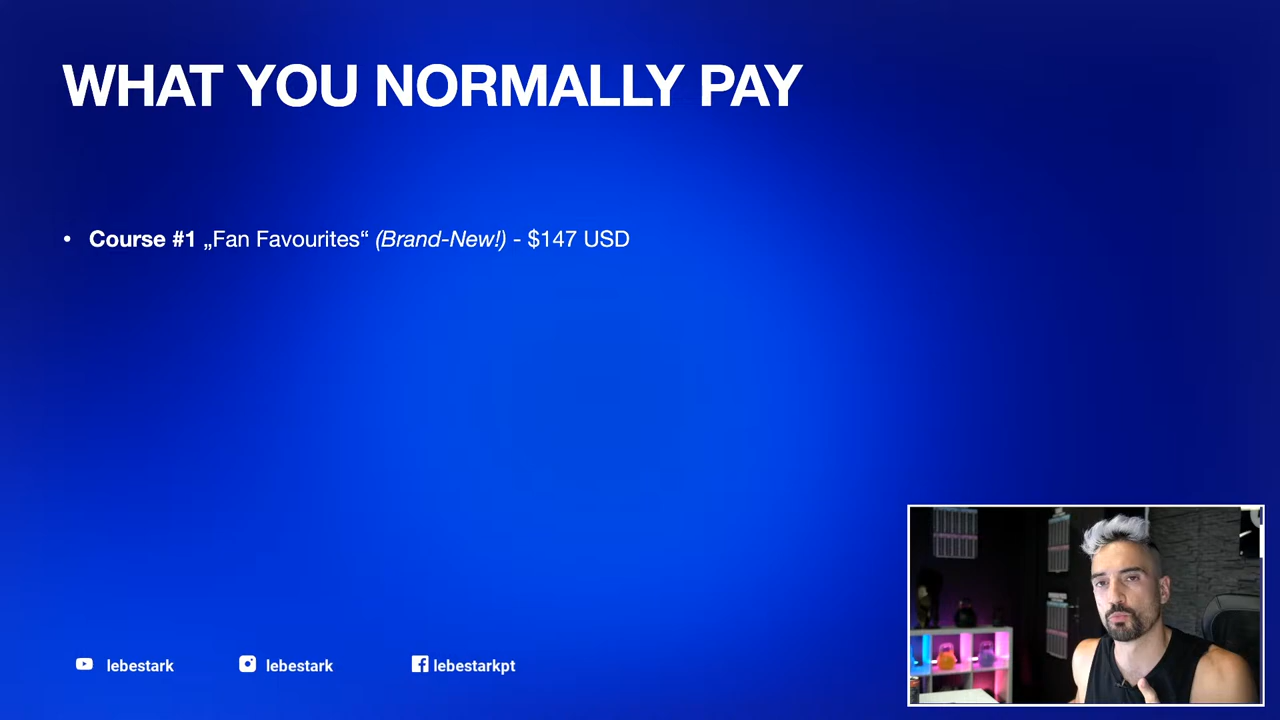 WHAT YOU NORMALLY PAY
• Course #1 „Fan Favourites“ (Brand-New!) - $147 USD
lebestark lebestark lebestarkpt